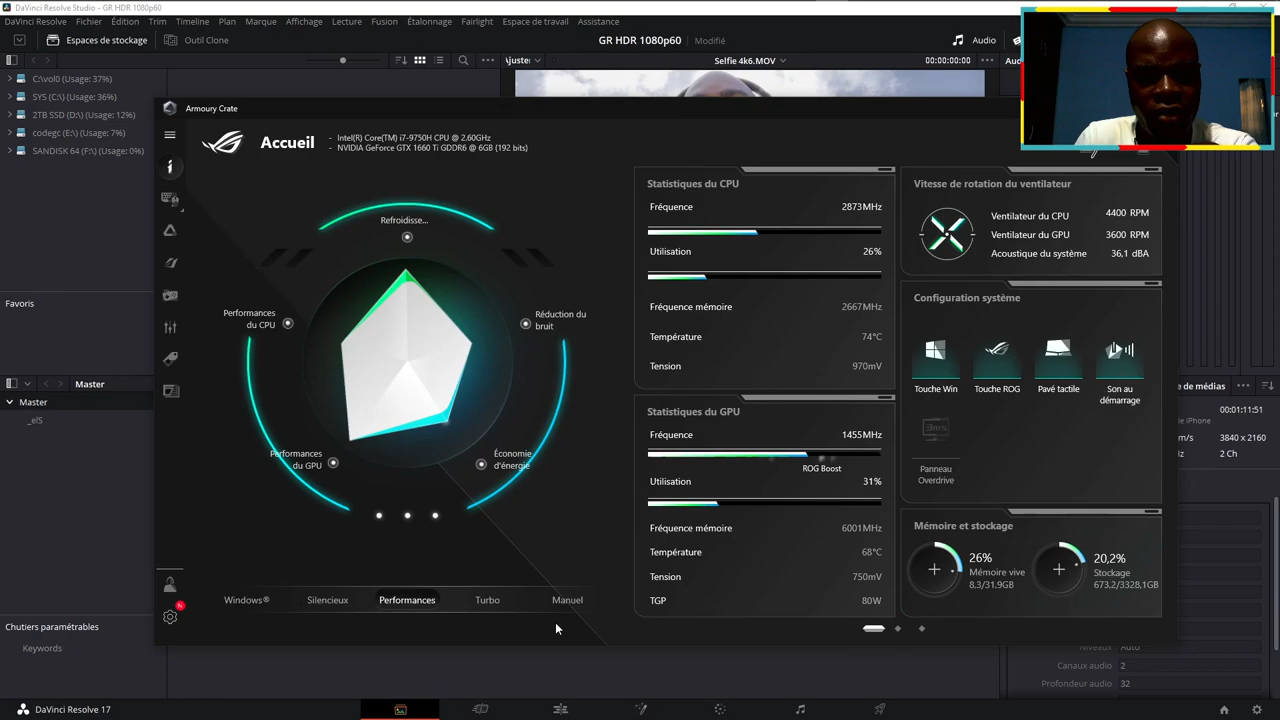 DaVinci Resolve Studio - GR HDR 1080p60
DaVinci Resolve Fichier Édition Trim Timeline Plan Marque Affichage Lecture Fusion Étalonnage Fairlight Espace de travail Assistance
Espaces de stockage Outil Clone
GR HDR 1080p60 Modifié
Audio
Ajuster
Selfie 4k6.MOV
00:00:00:00
C:\vol0 (Usage: 37%)
SYS (C:\) (Usage: 36%)
2TB SSD (D:\) (Usage: 12%)
codegc (E:\) (Usage: 7%)
SANDISK 64 (F:\) (Usage: 0%)
Favoris
Master
Master
_elS
Chutiers paramétrables
Keywords
Armoury Crate
Accueil
- Intel(R) Core(TM) i7-9750H CPU @ 2.60GHz
- NVIDIA GeForce GTX 1660 Ti GDDR6 @ 6GB (192 bits)
Refroidisse...
Performances
du CPU
Réduction du
bruit
Performances
du GPU
Économie
d'énergie
Windows® Silencieux Performances Turbo Manuel
Statistiques du CPU
Fréquence 2873MHz
Utilisation 26%
Fréquence mémoire 2667MHz
Température 74°C
Tension 970mV
Statistiques du GPU
Fréquence 1455MHz
ROG Boost
Utilisation 31%
Fréquence mémoire 6001MHz
Température 68°C
Tension 750mV
TGP 80W
Vitesse de rotation du ventilateur
Ventilateur du CPU 4400 RPM
Ventilateur du GPU 3600 RPM
Acoustique du système 36,1 dBA
Configuration système
Touche Win Touche ROG Pavé tactile Son au
démarrage
Panneau
Overdrive
Mémoire et stockage
26%
Mémoire vive
8,3/31,9GB
20,2%
Stockage
673,2/3328,1GB
de médias
00:01:11:51
le iPhone
m/s 3840 x 2160
z 2 Ch
Niveaux Auto
Canaux audio 2
Profondeur audio 32
DaVinci Resolve 17